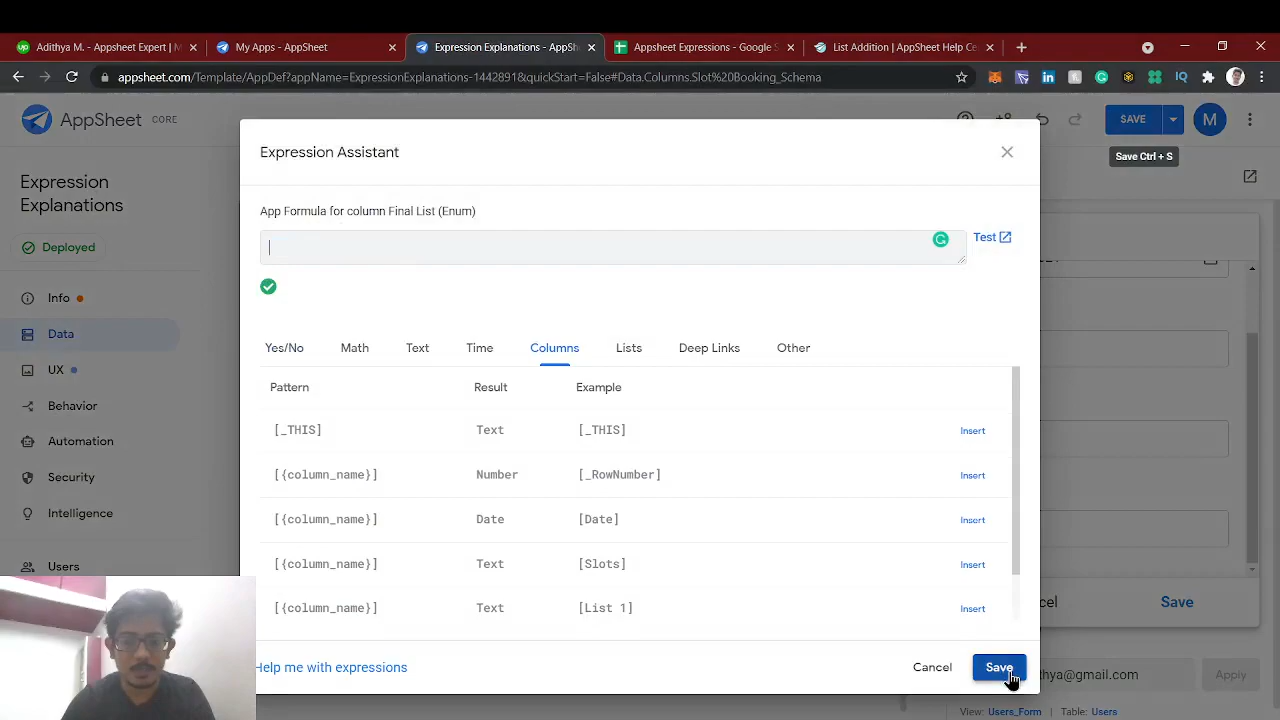 Adithya M. - Appsheet Expert | M
My Apps - AppSheet
Expression Explanations - AppSh
Appsheet Expressions - Google S
List Addition | AppSheet Help Ce
appsheet.com/Template/AppDef?appName=ExpressionExplanations-1442891&quickStart=False#Data.Columns.Slot%20Booking_Schema
AppSheet CORE
SAVE
M
Save Ctrl + S
Expression
Explanations
Deployed
Info
Data
UX
Behavior
Automation
Security
Intelligence
Users
Expression Assistant
App Formula for column Final List (Enum)
Test
Yes/No Math Text Time Columns Lists Deep Links Other
Pattern Result Example
[_THIS] Text [_THIS] Insert
[{column_name}] Number [_RowNumber] Insert
[{column_name}] Date [Date] Insert
[{column_name}] Text [Slots] Insert
[{column_name}] Text [List 1] Insert
Help me with expressions
Cancel
Save
cel
Save
thya@gmail.com
Apply
View: Users_Form | Table: Users